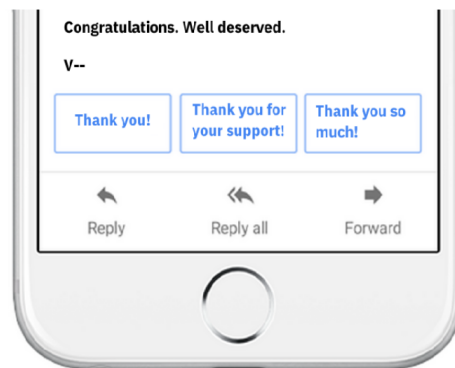 Congratulations. Well deserved.
V--
Thank you!
Thank you for
your support!
Thank you so
much!
Reply
Reply all
Forward